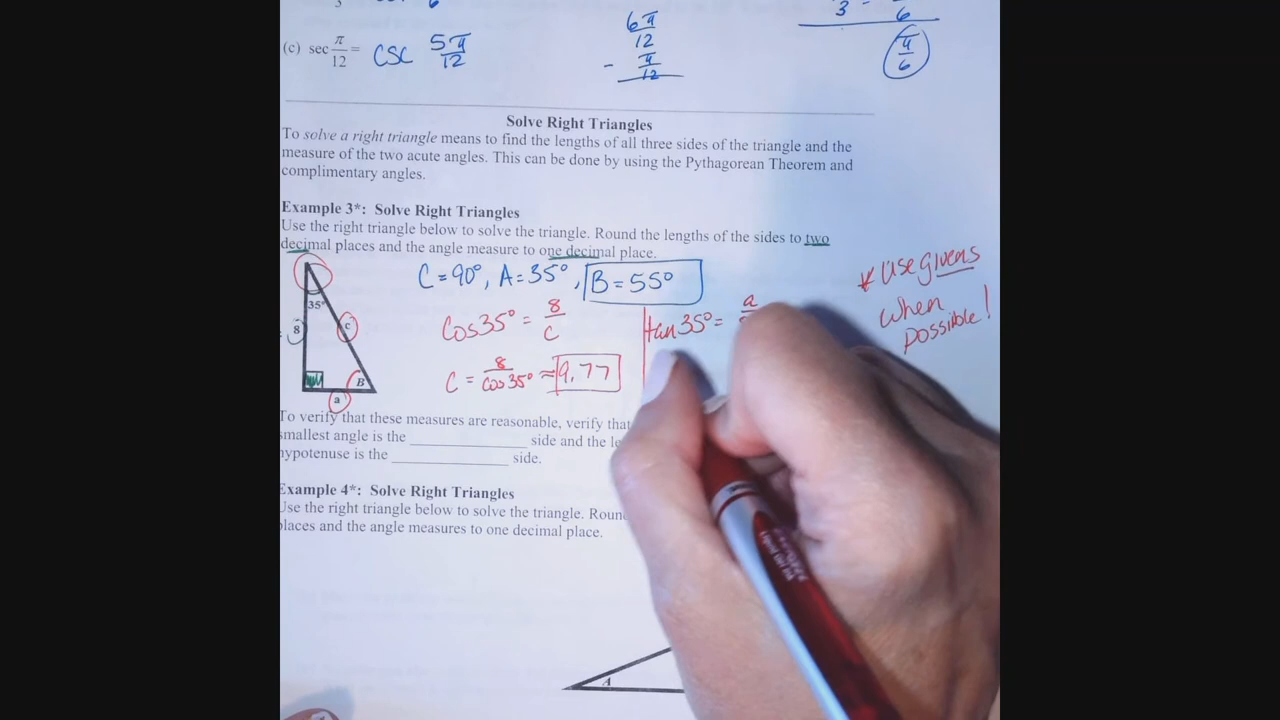 (c) sec π/12 = csc 5π/12
6π/12
- π/12
π/6
Solve Right Triangles
To solve a right triangle means to find the lengths of all three sides of the triangle and the
measure of the two acute angles. This can be done by using the Pythagorean Theorem and
complimentary angles.
Example 3*: Solve Right Triangles
Use the right triangle below to solve the triangle. Round the lengths of the sides to two
decimal places and the angle measure to one decimal place.
C = 90°, A = 35°, B = 55°
* Use givens
when
possible!
35°
8
c
B
a
cos 35° = 8/c
tan 35° = a
c = 8/cos 35° ≈ 9.77
To verify that these measures are reasonable, verify that
smallest angle is the ____________ side and the
hypotenuse is the ____________ side.
Example 4*: Solve Right Triangles
Use the right triangle below to solve the triangle. Round
places and the angle measures to one decimal place.
A